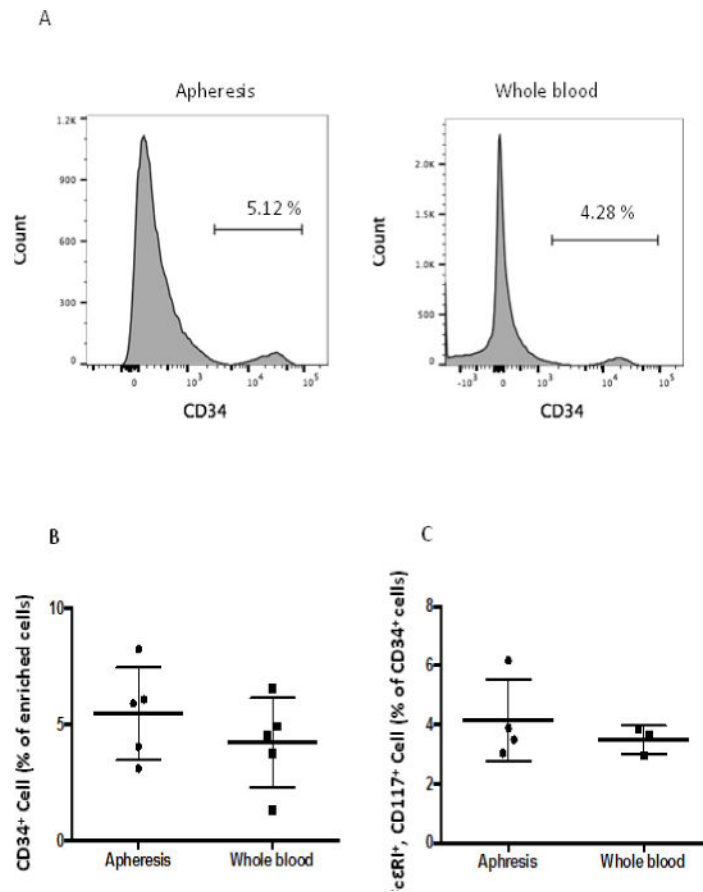 A
Apheresis
Whole blood
1.2K
900
600
300
0
Count
5.12 %
0
10³
10⁴
10⁵
CD34
2.0K
1.5K
1.0K
500
0
Count
4.28 %
-10³
0
10³
10⁴
10⁵
CD34
B
CD34⁺ Cell (% of enriched cells)
10
5
0
Apheresis
Whole blood
C
cεRI⁺, CD117⁺ Cell (% of CD34⁺ cells)
8
6
4
2
0
Aphresis
Whole blood